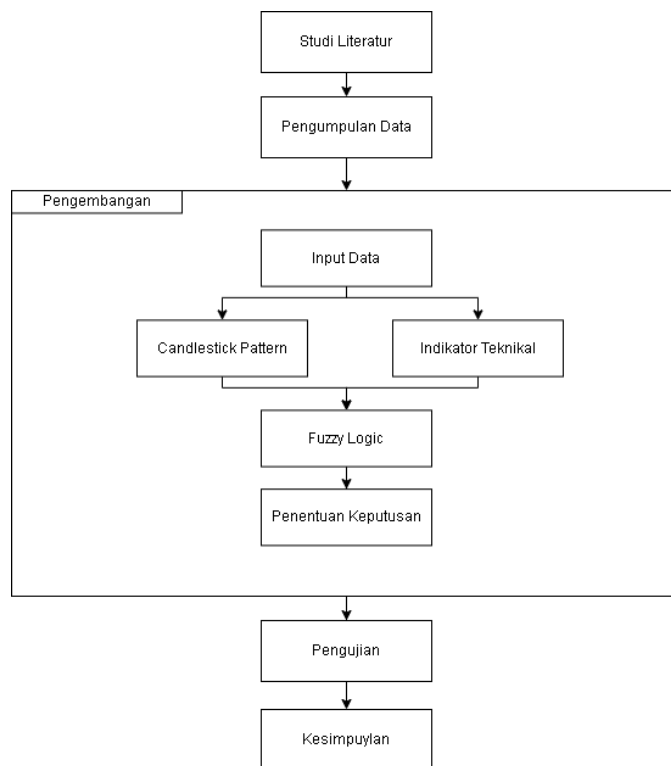 Studi Literatur
Pengumpulan Data
Pengembangan
Input Data
Candlestick Pattern
Indikator Teknikal
Fuzzy Logic
Penentuan Keputusan
Pengujian
Kesimpuylan